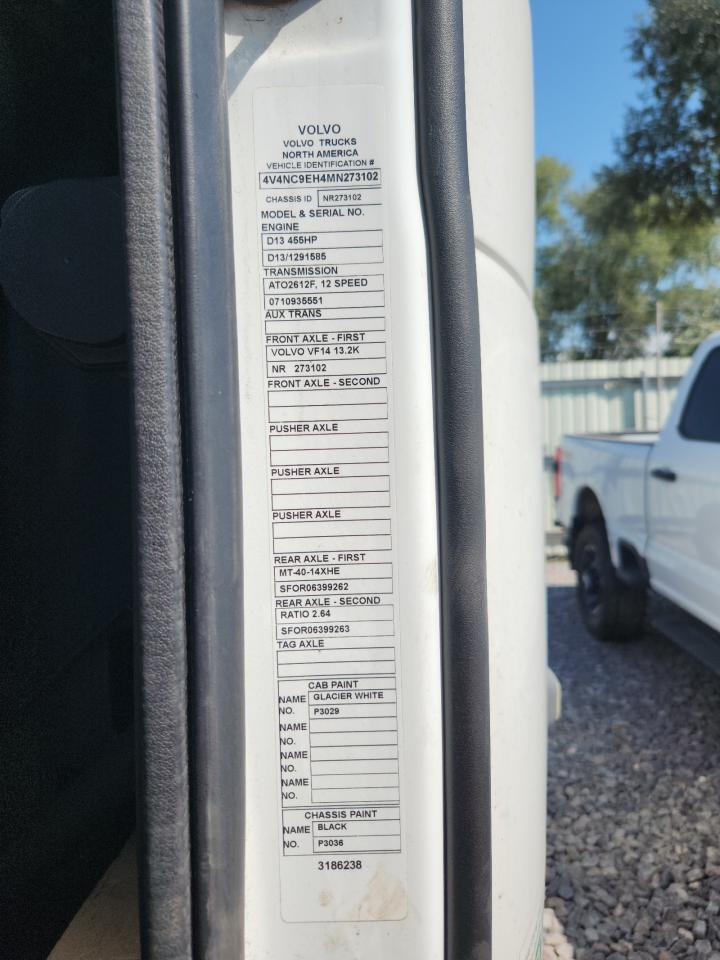 VOLVO
VOLVO TRUCKS
NORTH AMERICA
VEHICLE IDENTIFICATION #
4V4NC9EH4MN273102
CHASSIS ID NR273102
MODEL & SERIAL NO.
ENGINE
D13 455HP
D13/1291585
TRANSMISSION
ATO2612F, 12 SPEED
0710935551
AUX TRANS
FRONT AXLE - FIRST
VOLVO VF14 13.2K
NR 273102
FRONT AXLE - SECOND
PUSHER AXLE
PUSHER AXLE
PUSHER AXLE
REAR AXLE - FIRST
MT-40-14XHE
SFOR06399262
REAR AXLE - SECOND
RATIO 2.64
SFOR06399263
TAG AXLE
CAB PAINT
NAME GLACIER WHITE
NO. P3029
NAME
NO.
NAME
NO.
NAME
NO.
CHASSIS PAINT
NAME BLACK
NO. P3036
3186238